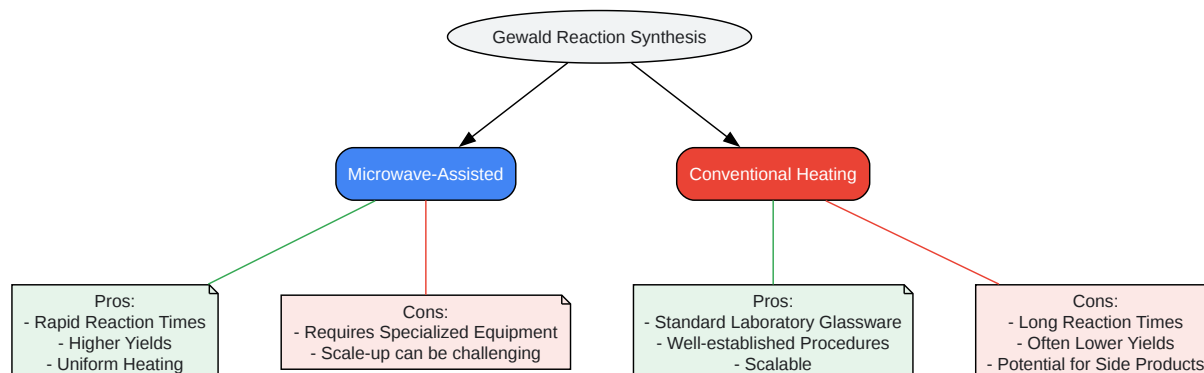 Gewald Reaction Synthesis
Microwave-Assisted
Conventional Heating
Pros:
- Rapid Reaction Times
- Higher Yields
- Uniform Heating
Cons:
- Requires Specialized Equipment
- Scale-up can be challenging
Pros:
- Standard Laboratory Glassware
- Well-established Procedures
- Scalable
Cons:
- Long Reaction Times
- Often Lower Yields
- Potential for Side Products